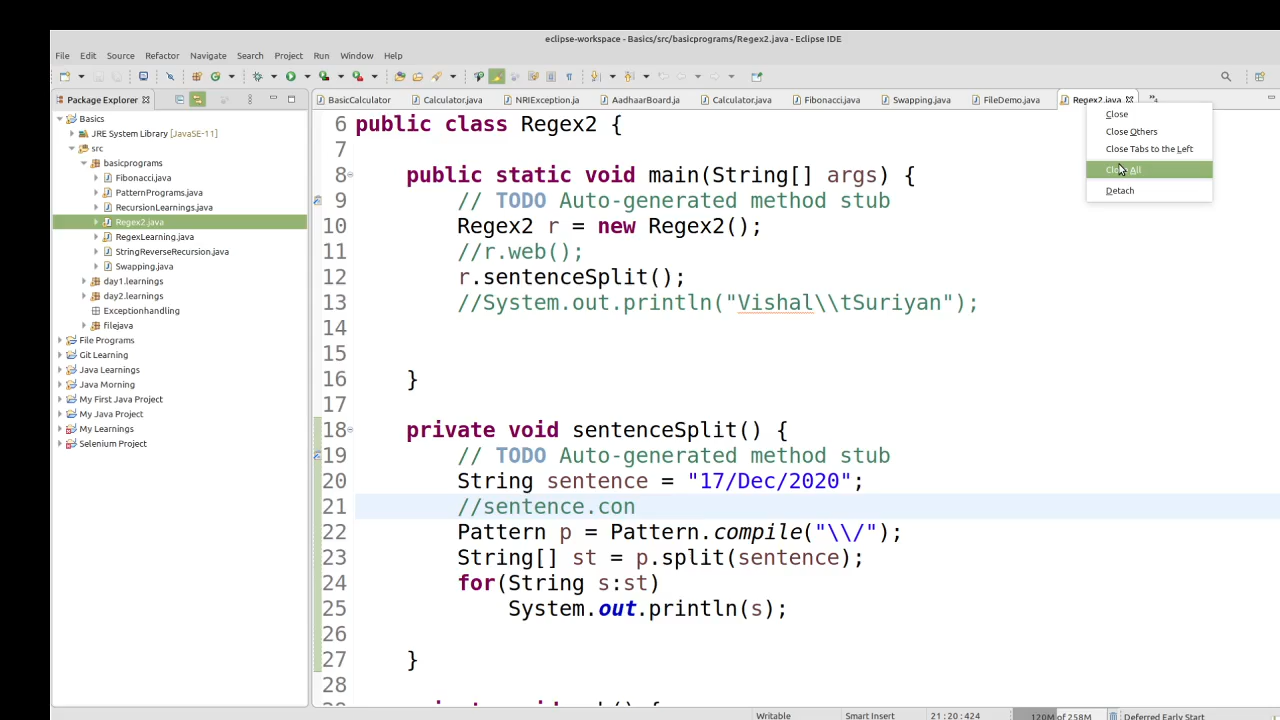 eclipse-workspace - Basics/src/basicprograms/Regex2.java - Eclipse IDE
File Edit Source Refactor Navigate Search Project Run Window Help
Package Explorer
BasicCalculator Calculator.java NRIException.ja AadhaarBoard.ja Calculator.java Fibonacci.java Swapping.java FileDemo.java Regex2.java
Close
Close Others
Close Tabs to the Left
Close All
Detach
Basics
JRE System Library [JavaSE-11]
src
basicprograms
Fibonacci.java
PatternPrograms.java
RecursionLearnings.java
Regex2.java
RegexLearning.java
StringReverseRecursion.java
Swapping.java
day1.learnings
day2.learnings
Exceptionhandling
filejava
File Programs
Git Learning
Java Learnings
Java Morning
My First Java Project
My Java Project
My Learnings
Selenium Project
6 public class Regex2 {
7
8 public static void main(String[] args) {
9 // TODO Auto-generated method stub
10 Regex2 r = new Regex2();
11 //r.web();
12 r.sentenceSplit();
13 //System.out.println("Vishal\\tSuriyan");
14
15
16 }
17
18 private void sentenceSplit() {
19 // TODO Auto-generated method stub
20 String sentence = "17/Dec/2020";
21 //sentence.con
22 Pattern p = Pattern.compile("\\/");
23 String[] st = p.split(sentence);
24 for(String s:st)
25 System.out.println(s);
26
27 }
28
Writable Smart Insert 21 : 20 : 424 120M of 258M Deferred Early Start